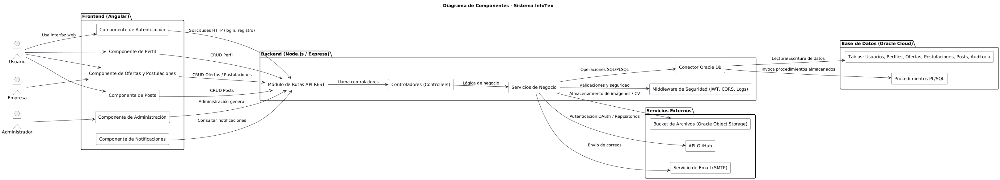 Diagrama de Componentes - Sistema InfoTex
Usuario
Empresa
Administrador
Usa interfaz web
Frontend (Angular)
Componente de Autenticación
Componente de Perfil
Componente de Ofertas y Postulaciones
Componente de Posts
Componente de Administración
Componente de Notificaciones
Solicitudes HTTP (login, registro)
CRUD Perfil
CRUD Ofertas / Postulaciones
CRUD Posts
Administración general
Consultar notificaciones
Backend (Node.js / Express)
Módulo de Rutas API REST
Llama controladores
Controladores (Controllers)
Lógica de negocio
Servicios de Negocio
Operaciones SQL/PLSQL
Validaciones y seguridad
Almacenamiento de imágenes / CV
Autenticación OAuth / Repositorios
Envío de correos
Conector Oracle DB
Middleware de Seguridad (JWT, CORS, Logs)
Servicios Externos
Bucket de Archivos (Oracle Object Storage)
API GitHub
Servicio de Email (SMTP)
Lectura/Escritura de datos
Invoca procedimientos almacenados
Base de Datos (Oracle Cloud)
Tablas: Usuarios, Perfiles, Ofertas, Postulaciones, Posts, Auditoría
Procedimientos PL/SQL